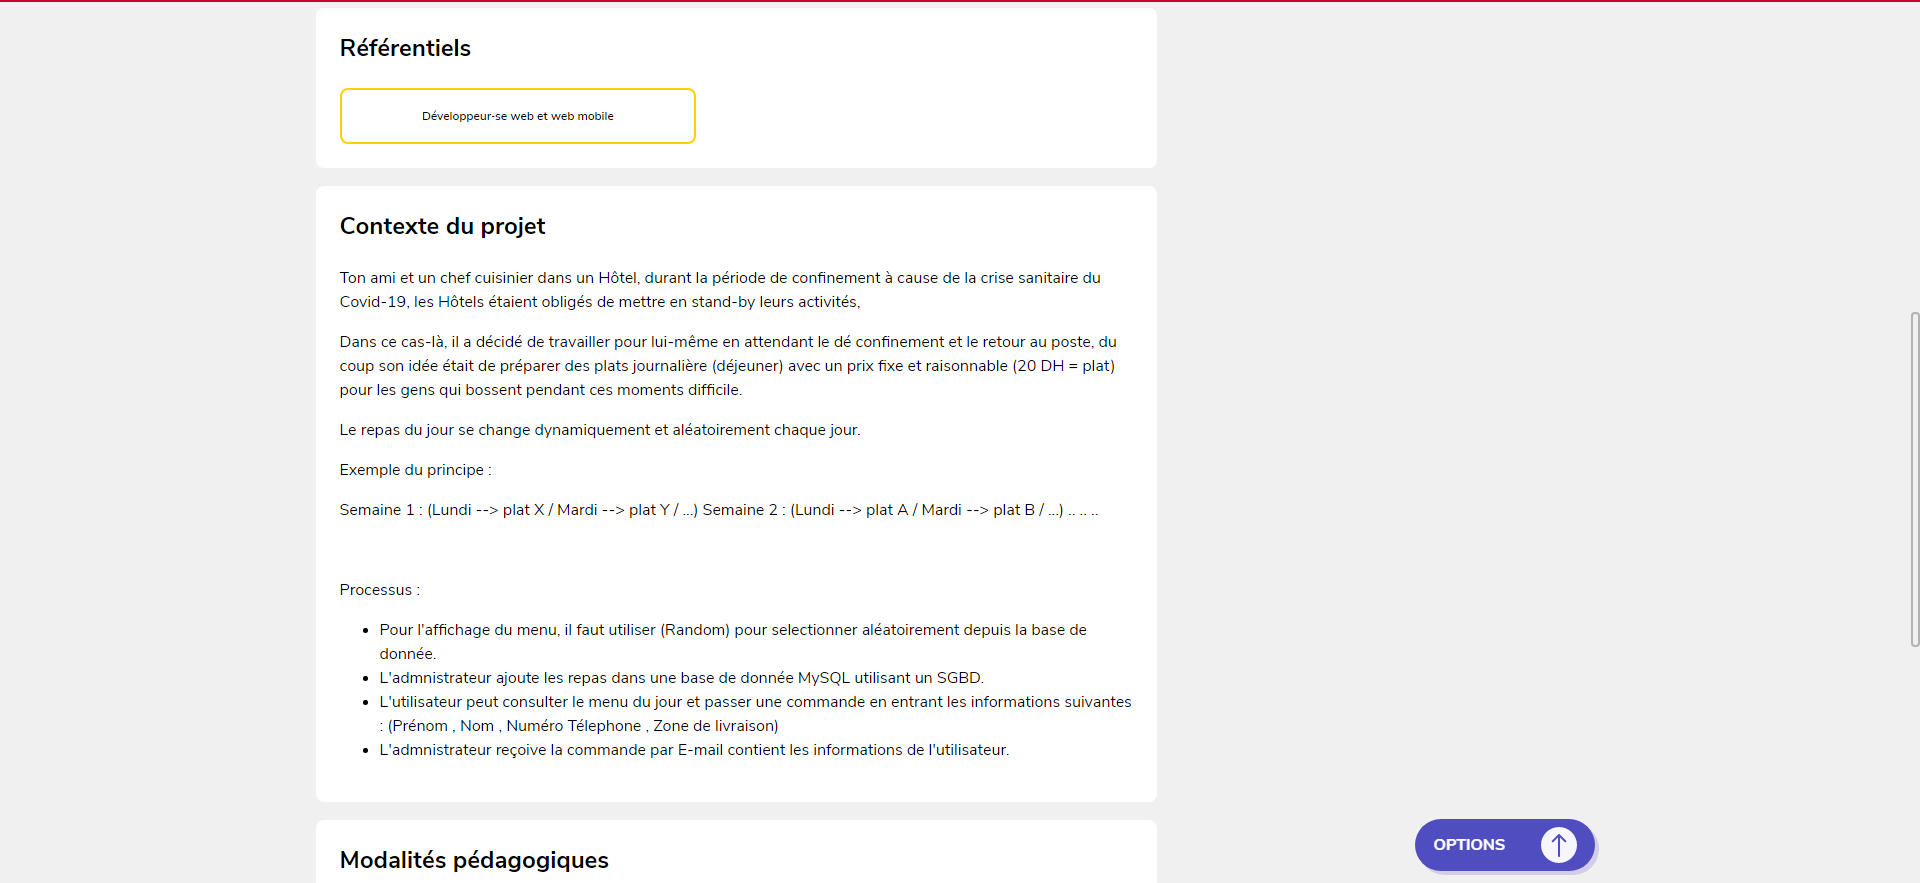 Référentiels
Développeur·se web et web mobile
Contexte du projet
Ton ami et un chef cuisinier dans un Hôtel, durant la période de confinement à cause de la crise sanitaire du
Covid-19, les Hôtels étaient obligés de mettre en stand-by leurs activités,
Dans ce cas-là, il a décidé de travailler pour lui-même en attendant le dé confinement et le retour au poste, du
coup son idée était de préparer des plats journalière (déjeuner) avec un prix fixe et raisonnable (20 DH = plat)
pour les gens qui bossent pendant ces moments difficile.
Le repas du jour se change dynamiquement et aléatoirement chaque jour.
Exemple du principe :
Semaine 1 : (Lundi --> plat X / Mardi --> plat Y / ...) Semaine 2 : (Lundi --> plat A / Mardi --> plat B / ...) .. .. ..
Processus :
• Pour l'affichage du menu, il faut utiliser (Random) pour selectionner aléatoirement depuis la base de
donnée.
• L'admnistrateur ajoute les repas dans une base de donnée MySQL utilisant un SGBD.
• L'utilisateur peut consulter le menu du jour et passer une commande en entrant les informations suivantes
: (Prénom , Nom , Numéro Télephone , Zone de livraison)
• L'admnistrateur reçoive la commande par E-mail contient les informations de l'utilisateur.
Modalités pédagogiques
OPTIONS